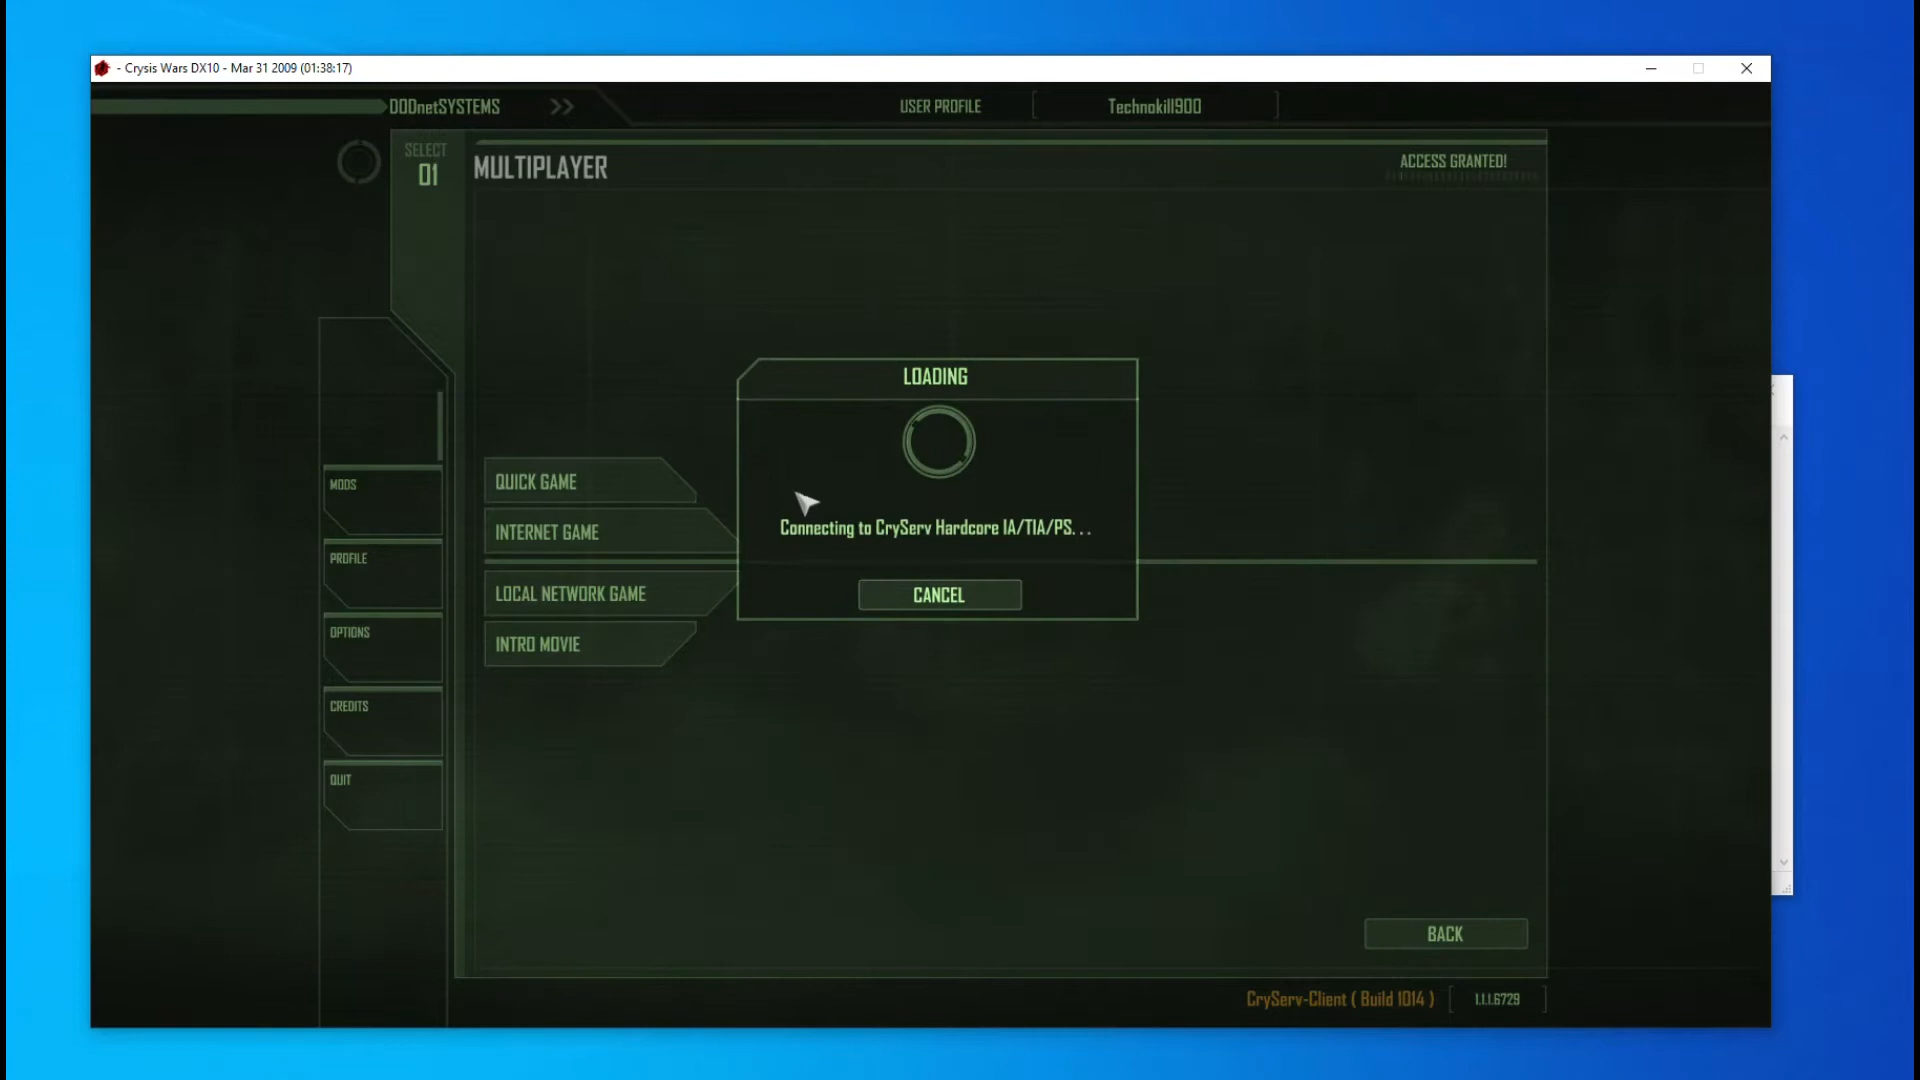 - Crysis Wars DX10 - Mar 31 2009 (01:38:17)
DODnetSYSTEMS
USER PROFILE
Technokill900
SELECT
01
MULTIPLAYER
ACCESS GRANTED!
LOADING
Connecting to CryServ Hardcore IA/TIA/PS...
CANCEL
QUICK GAME
INTERNET GAME
LOCAL NETWORK GAME
INTRO MOVIE
MODS
PROFILE
OPTIONS
CREDITS
QUIT
BACK
CryServ-Client ( Build 1014 )
1.1.1.6729